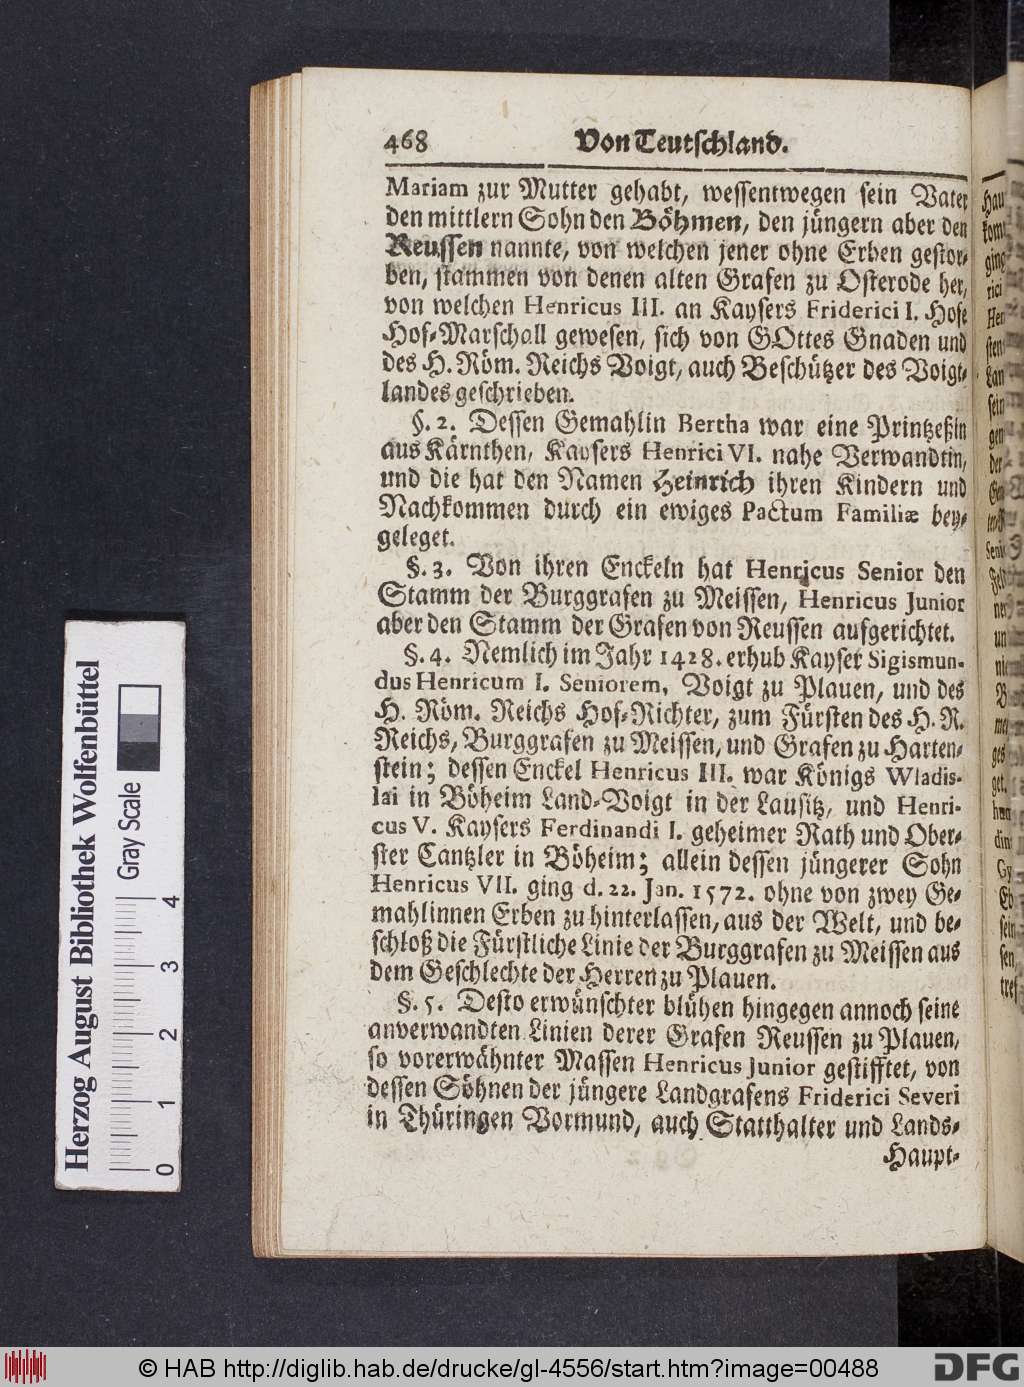 468 Von Teutschland.
Mariam zur Mutter gehabt, wessentwegen sein Vater
den mittlern Sohn den Böhmen, den jüngern aber den
Reussen nannte, von welchen jener ohne Erben gestor-
ben, stammen von denen alten Grafen zu Osterode her,
von welchen Henricus III. an Kaysers Friderici I. Hofe
Hof-Marschall gewesen, sich von GOttes Gnaden und
des H. Röm. Reichs Voigt, auch Beschützer des Voigt-
landes geschrieben.
§. 2. Dessen Gemahlin Bertha war eine Printzeßin
aus Kärnthen, Kaysers Henrici VI. nahe Verwandtin,
und die hat den Namen Heinrich ihren Kindern und
Nachkommen durch ein ewiges Pactum Familiæ bey-
geleget.
§. 3. Von ihren Enckeln hat Henricus Senior den
Stamm der Burggrafen zu Meissen, Henricus Junior
aber den Stamm der Grafen von Reussen aufgerichtet.
§. 4. Nemlich im Jahr 1428. erhub Kayser Sigismun-
dus Henricum I. Seniorem, Voigt zu Plauen, und des
H. Röm. Reichs Hof-Richter, zum Fürsten des H. R.
Reichs, Burggrafen zu Meissen, und Grafen zu Harten-
stein; dessen Enckel Henricus III. war Königs Wladis-
lai in Böheim Land-Voigt in der Lausitz, und Henri-
cus V. Kaysers Ferdinandi I. geheimer Rath und Ober-
ster Cantzler in Böheim; allein dessen jüngerer Sohn
Henricus VII. ging d. 22. Jan. 1572. ohne von zwey Ge-
mahlinnen Erben zu hinterlassen, aus der Welt, und be-
schloß die Fürstliche Linie der Burggrafen zu Meissen aus
dem Geschlechte der Herren zu Plauen.
§. 5. Desto erwünschter blühen hingegen annoch seine
anverwandten Linien derer Grafen Reussen zu Plauen,
so vorerwähnter Massen Henricus Junior gestifftet, von
dessen Söhnen der jüngere Landgrafens Friderici Severi
in Thüringen Vormund, auch Statthalter und Lands-
Haupt-
Herzog August Bibliothek Wolfenbüttel
Gray Scale
0 1 2 3 4
© HAB http://diglib.hab.de/drucke/gl-4556/start.htm?image=00488
DFG